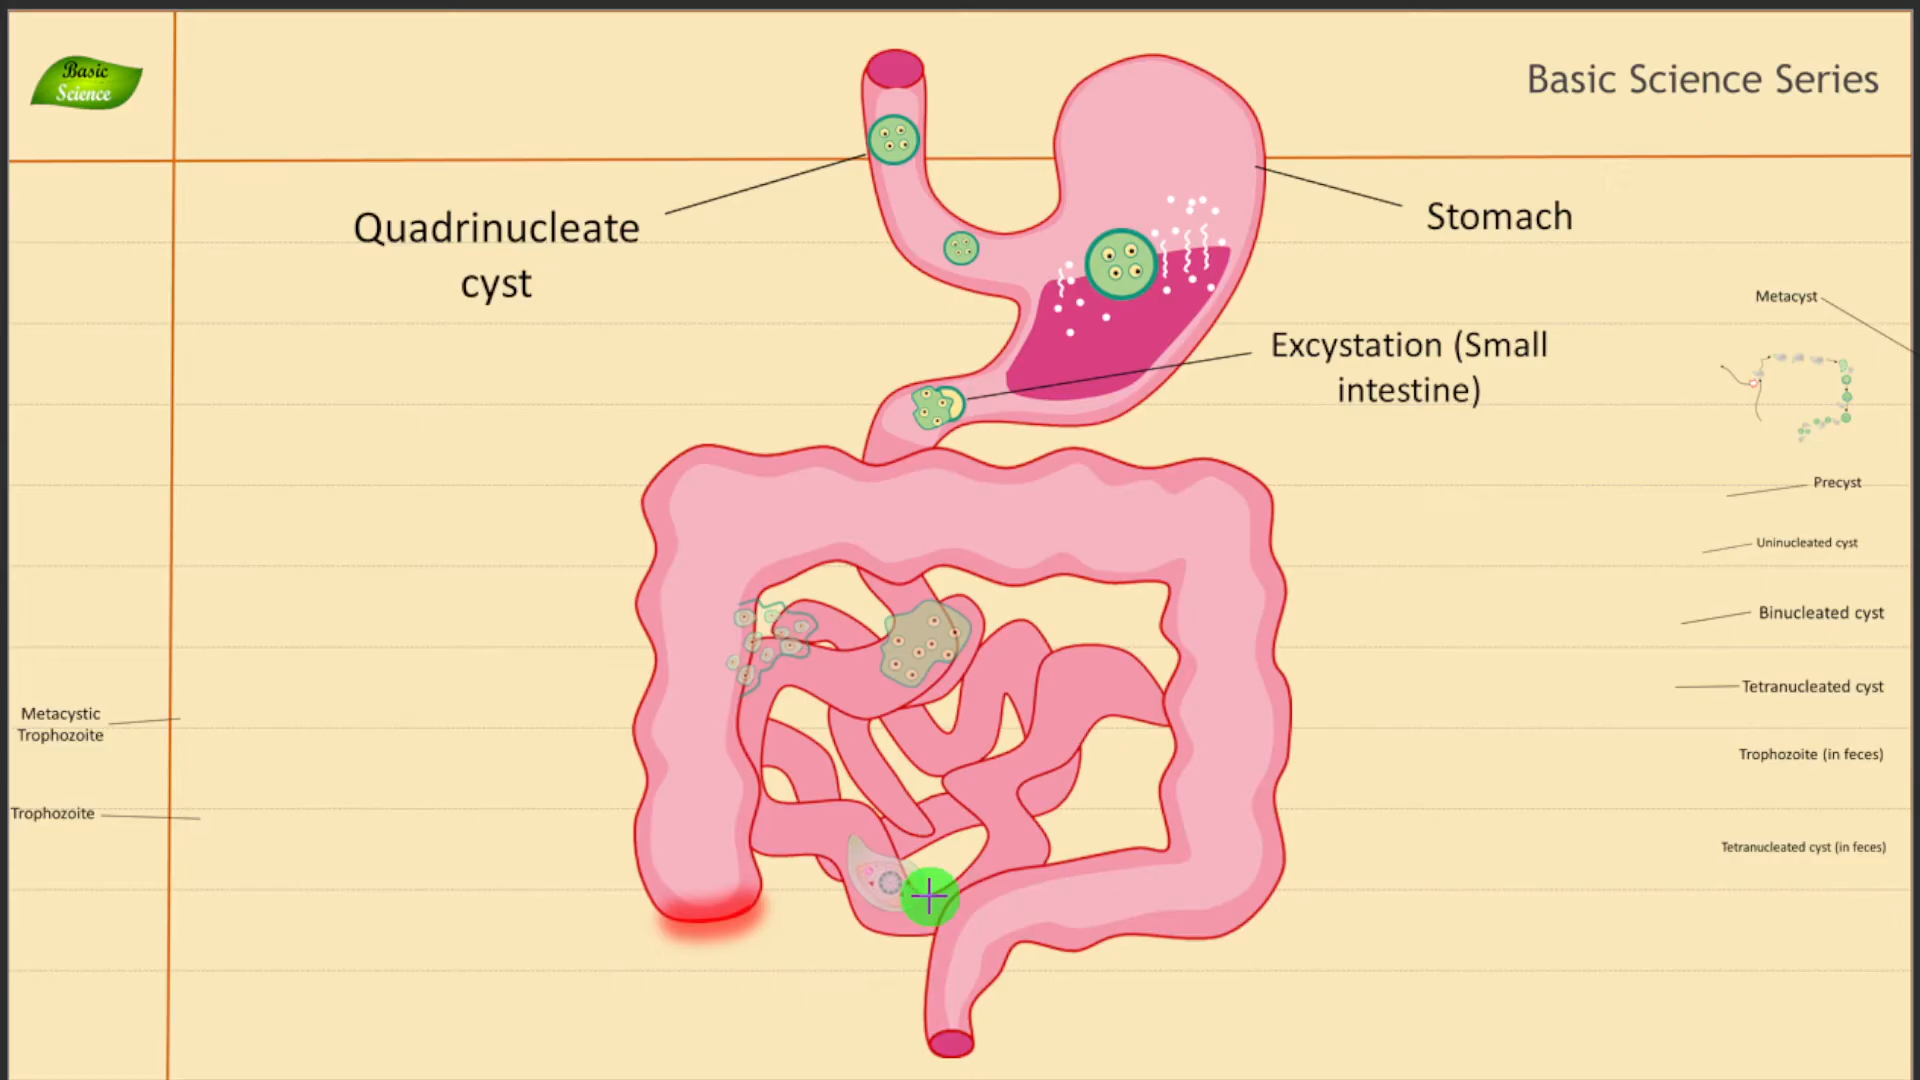 Basic
Science
Basic Science Series
Quadrinucleate
cyst
Stomach
Metacyst
Excystation (Small
intestine)
Precyst
Uninucleated cyst
Binucleated cyst
Tetranucleated cyst
Metacystic
Trophozoite
Trophozoite (in feces)
Trophozoite
Tetranucleated cyst (in feces)